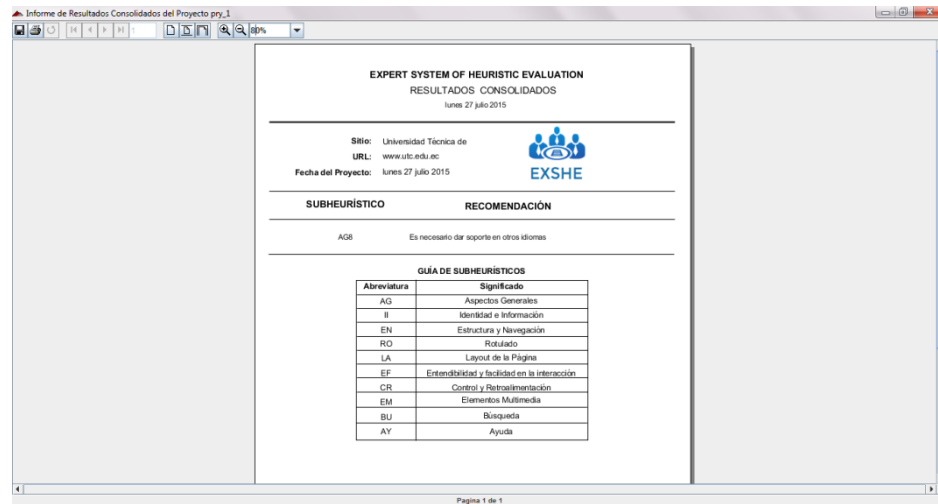 Informe de Resultados Consolidados del Proyecto pry_1
1
80%
EXPERT SYSTEM OF HEURISTIC EVALUATION
RESULTADOS CONSOLIDADOS
lunes 27 julio 2015
Sitio: Universidad Técnica de
URL: www.utc.edu.ec
Fecha del Proyecto: lunes 27 julio 2015
EXSHE
SUBHEURÍSTICO RECOMENDACIÓN
AG8 Es necesario dar soporte en otros idiomas
GUÍA DE SUBHEURÍSTICOS
Abreviatura Significado
AG Aspectos Generales
II Identidad e Información
EN Estructura y Navegación
RO Rotulado
LA Layout de la Página
EF Entendibilidad y facilidad en la interacción
CR Control y Retroalimentación
EM Elementos Multimedia
BU Búsqueda
AY Ayuda
Pagina 1 de 1